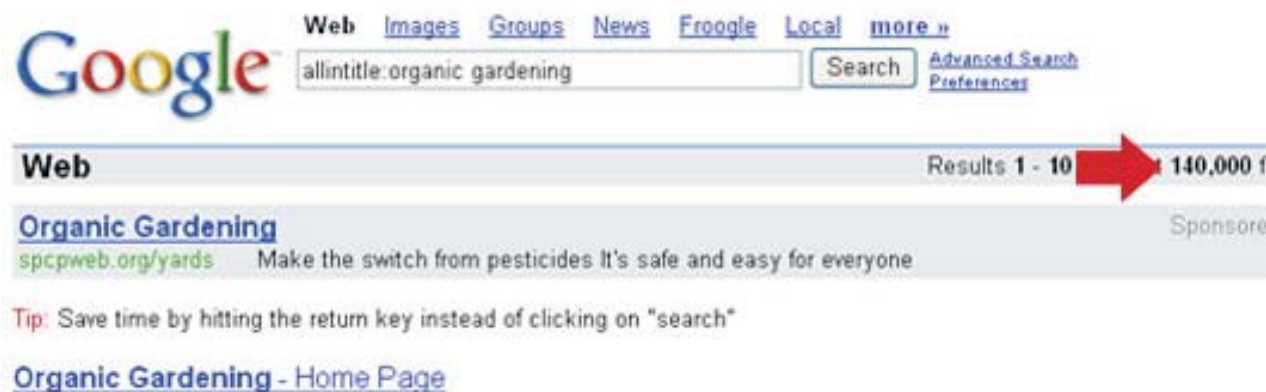 Web Images Groups News Froogle Local more »
Google™ allintitle:organic gardening Search Advanced Search
Preferences
Web Results 1 - 10 140,000
Organic Gardening Sponsore
spcpweb.org/yards Make the switch from pesticides It's safe and easy for everyone
Tip: Save time by hitting the return key instead of clicking on "search"
Organic Gardening - Home Page